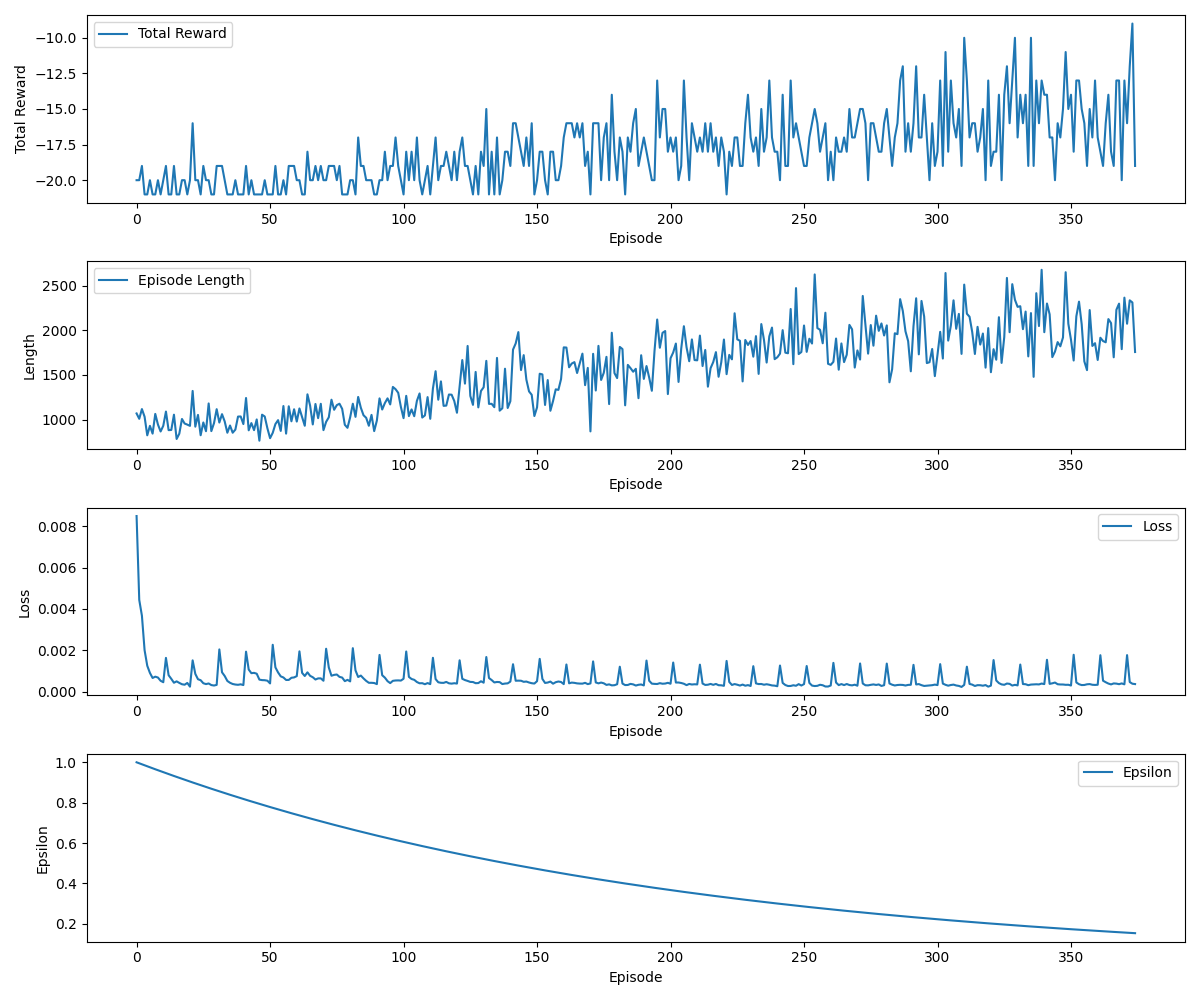 Total Reward
Total Reward
−10.0
−12.5
−15.0
−17.5
−20.0
0 50 100 150 200 250 300 350
Episode
Episode Length
Length
2500
2000
1500
1000
0 50 100 150 200 250 300 350
Episode
Loss
Loss
0.008
0.006
0.004
0.002
0.000
0 50 100 150 200 250 300 350
Episode
Epsilon
Epsilon
1.0
0.8
0.6
0.4
0.2
0 50 100 150 200 250 300 350
Episode